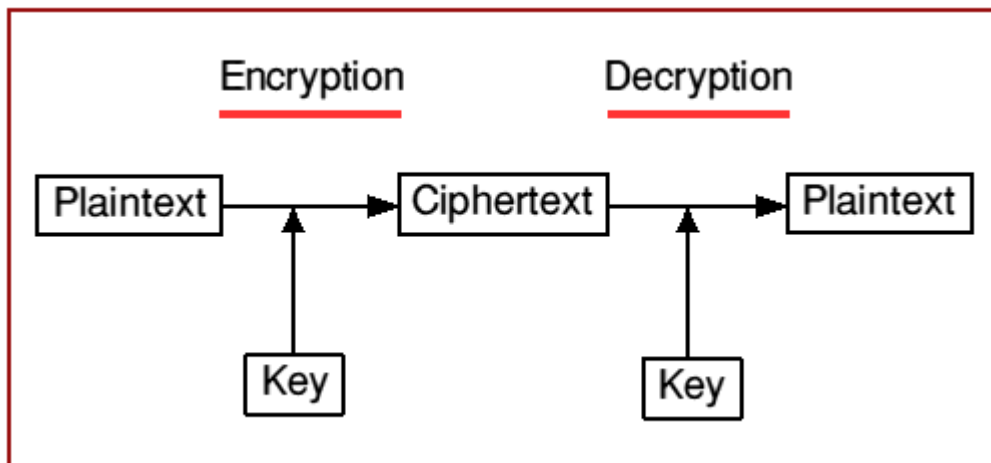 Encryption
Decryption
Plaintext
Ciphertext
Plaintext
Key
Key